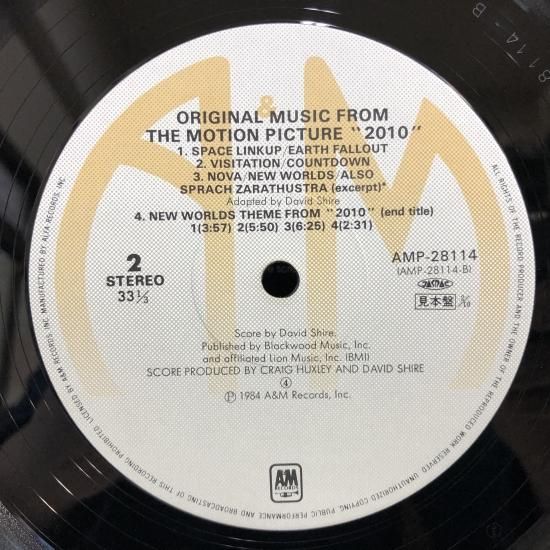 8114-B
A&M
ORIGINAL MUSIC FROM
THE MOTION PICTURE "2010"
1. SPACE LINKUP/EARTH FALLOUT
2. VISITATION/COUNTDOWN
3. NOVA/NEW WORLDS/ALSO
SPRACH ZARATHUSTRA (excerpt)*
Adapted by David Shire
4. NEW WORLDS THEME FROM "2010" (end title)
1(3:57) 2(5:50) 3(6:25) 4(2:31)
2
STEREO
33 1/3
AMP-28114
(AMP-28114-B)
JASRAC
見本盤
Score by David Shire.
Published by Blackwood Music, Inc.
and affiliated Lion Music, Inc. (BMI)
SCORE PRODUCED BY CRAIG HUXLEY AND DAVID SHIRE
④
Ⓟ 1984 A&M Records, Inc.
A&M
RECORDS
MANUFACTURED BY ALFA RECORDS, INC.
ALL RIGHTS OF THE RECORD PRODUCER AND THE OWNER OF THE REPRODUCED WORK RESERVED. UNAUTHORIZED COPYING, PUBLIC PERFORMANCE AND BROADCASTING OF THIS RECORDING PROHIBITED. LICENSED BY A&M RECORDS, INC.